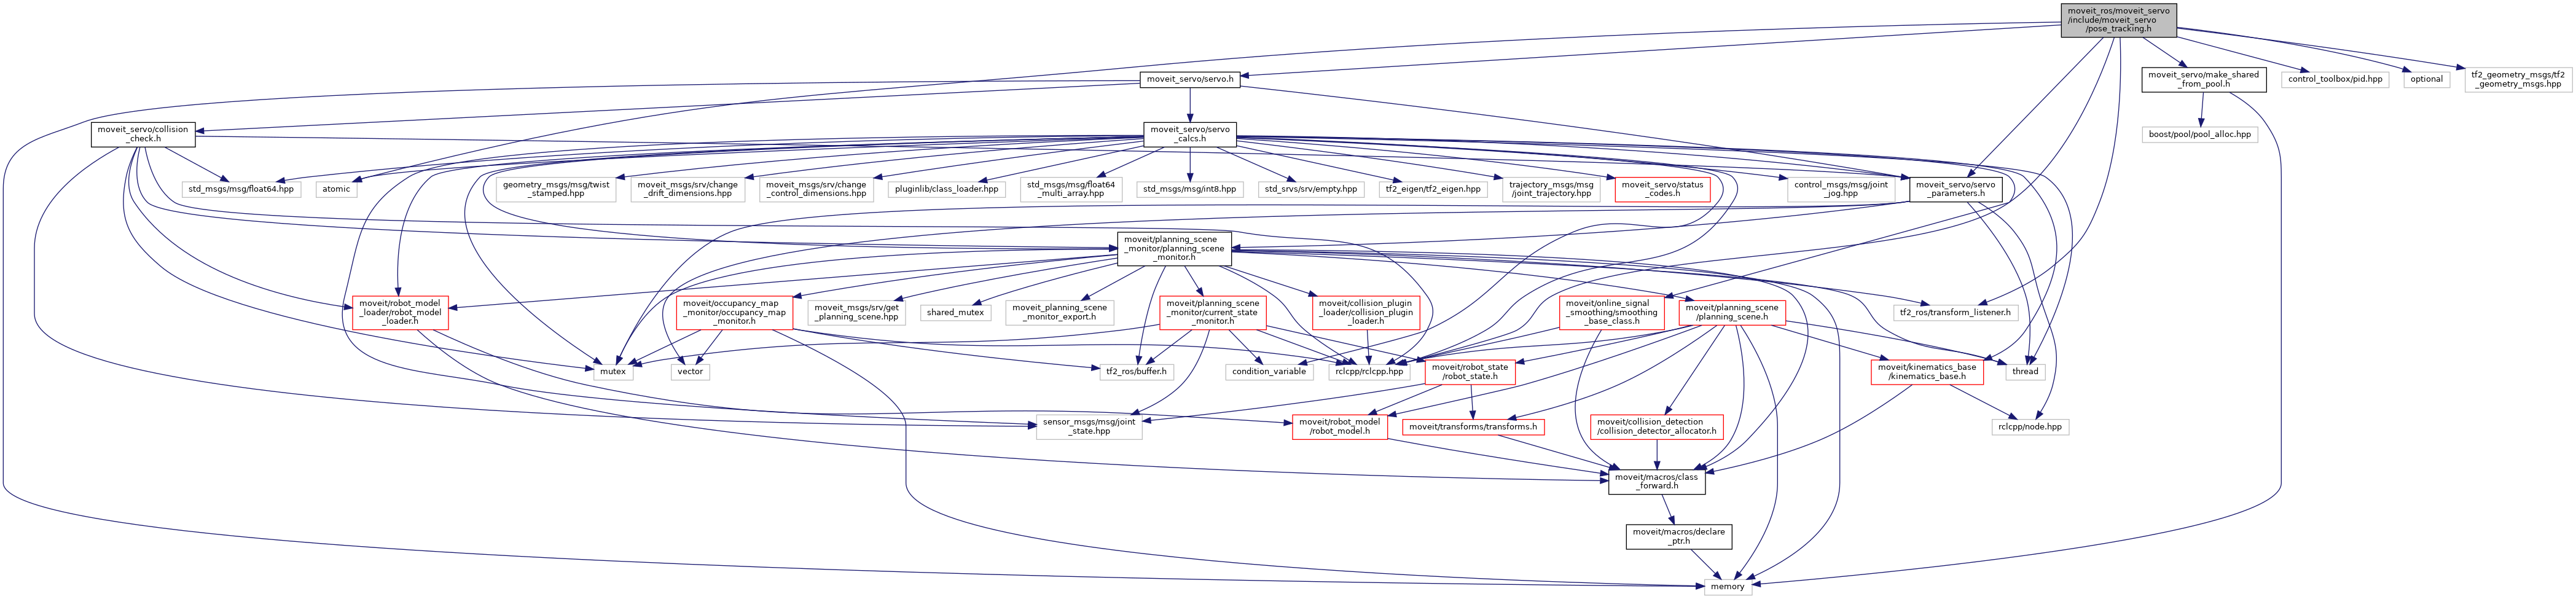 moveit_ros/moveit_servo
/include/moveit_servo
/pose_tracking.h
moveit_servo/servo.h
moveit_servo/make_shared
_from_pool.h
control_toolbox/pid.hpp
optional
tf2_geometry_msgs/tf2
_geometry_msgs.hpp
moveit_servo/collision
_check.h
moveit_servo/servo
_calcs.h
boost/pool/pool_alloc.hpp
std_msgs/msg/float64.hpp
atomic
geometry_msgs/msg/twist
_stamped.hpp
moveit_msgs/srv/change
_drift_dimensions.hpp
moveit_msgs/srv/change
_control_dimensions.hpp
pluginlib/class_loader.hpp
std_msgs/msg/float64
_multi_array.hpp
std_msgs/msg/int8.hpp
std_srvs/srv/empty.hpp
tf2_eigen/tf2_eigen.hpp
trajectory_msgs/msg
/joint_trajectory.hpp
moveit_servo/status
_codes.h
control_msgs/msg/joint
_jog.hpp
moveit_servo/servo
_parameters.h
moveit/planning_scene
_monitor/planning_scene
_monitor.h
moveit/robot_model
_loader/robot_model
_loader.h
moveit/occupancy_map
_monitor/occupancy_map
_monitor.h
moveit_msgs/srv/get
_planning_scene.hpp
shared_mutex
moveit_planning_scene
_monitor_export.h
moveit/planning_scene
_monitor/current_state
_monitor.h
moveit/collision_plugin
_loader/collision_plugin
_loader.h
moveit/online_signal
_smoothing/smoothing
_base_class.h
moveit/planning_scene
/planning_scene.h
tf2_ros/transform_listener.h
mutex
vector
tf2_ros/buffer.h
condition_variable
rclcpp/rclcpp.hpp
moveit/robot_state
/robot_state.h
moveit/kinematics_base
/kinematics_base.h
thread
sensor_msgs/msg/joint
_state.hpp
moveit/robot_model
/robot_model.h
moveit/transforms/transforms.h
moveit/collision_detection
/collision_detector_allocator.h
rclcpp/node.hpp
moveit/macros/class
_forward.h
moveit/macros/declare
_ptr.h
memory